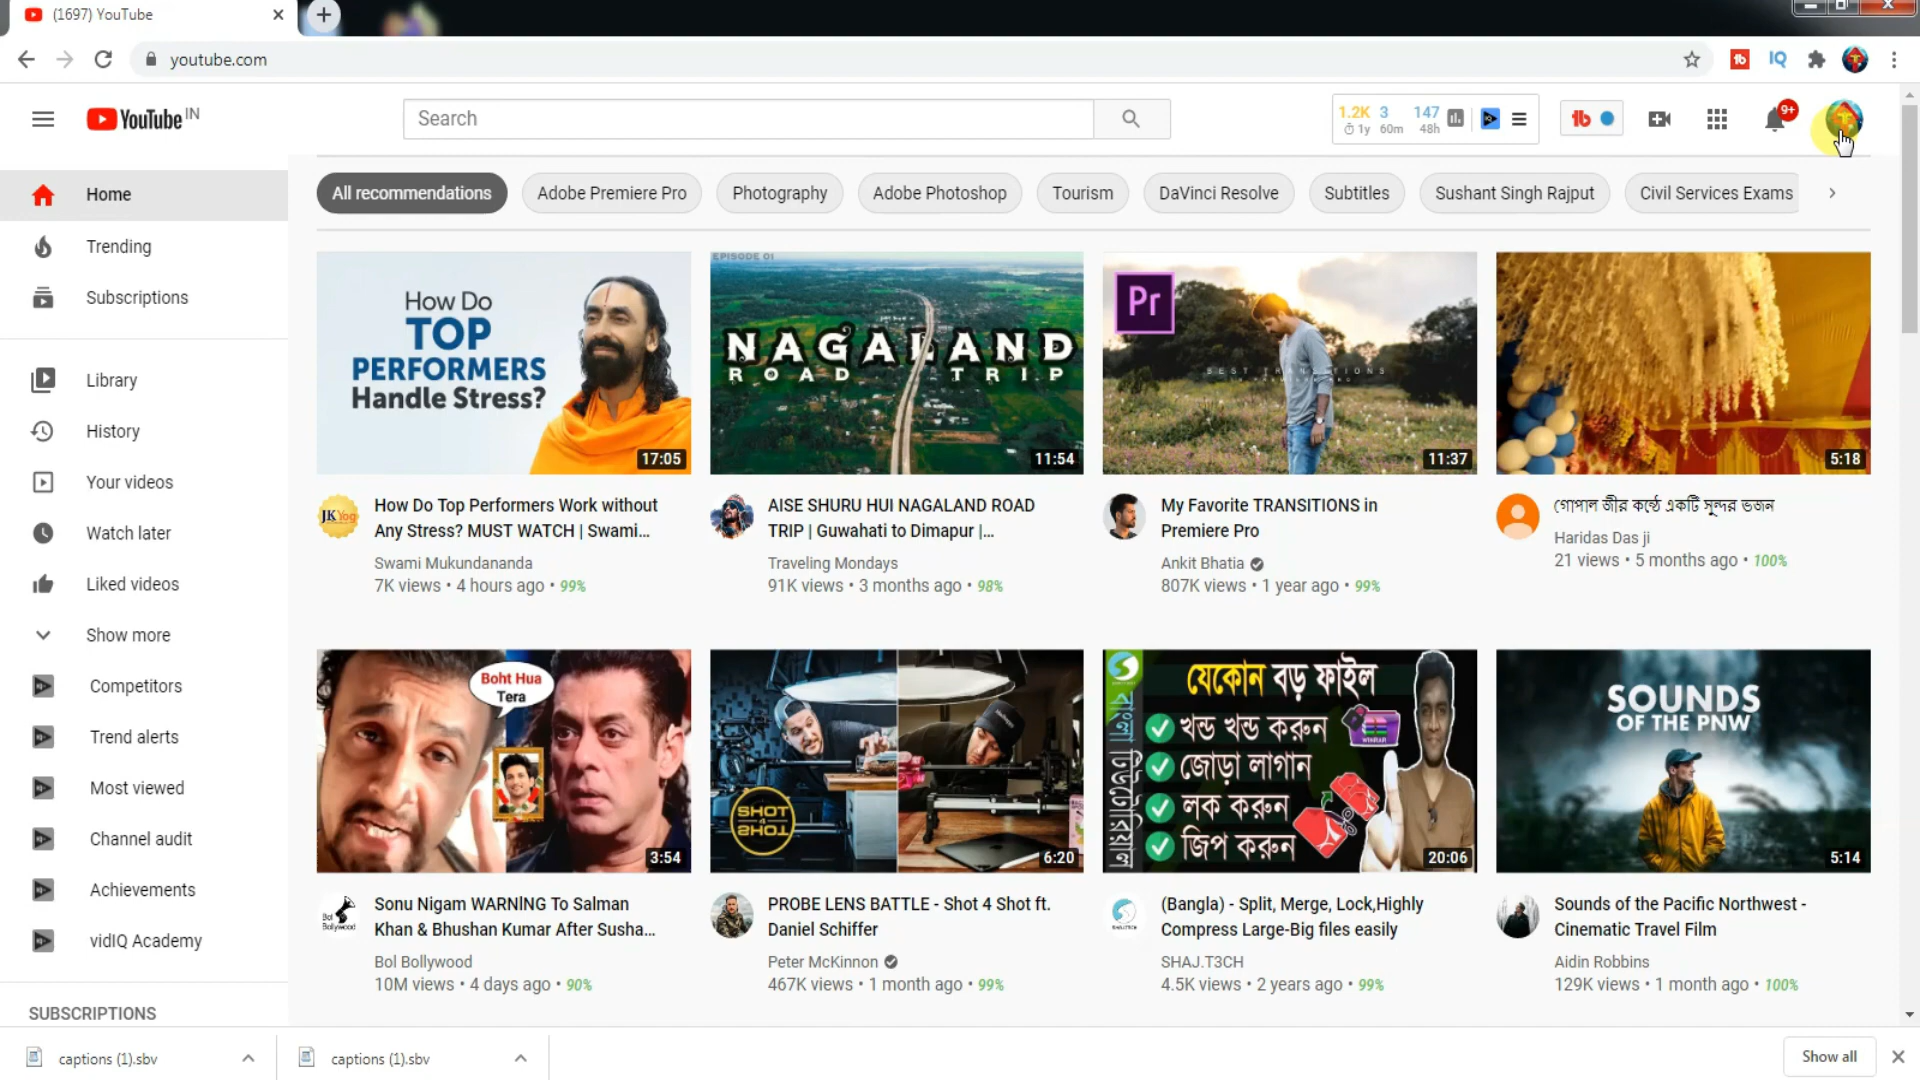 (1697) YouTube
youtube.com
YouTube IN
Search
1.2K 3 147
1y 60m 48h
9+
Home
Trending
Subscriptions
Library
History
Your videos
Watch later
Liked videos
Show more
Competitors
Trend alerts
Most viewed
Channel audit
Achievements
vidIQ Academy
SUBSCRIPTIONS
All recommendations
Adobe Premiere Pro
Photography
Adobe Photoshop
Tourism
DaVinci Resolve
Subtitles
Sushant Singh Rajput
Civil Services Exams
How Do
TOP
PERFORMERS
Handle Stress?
17:05
JK Yog
How Do Top Performers Work without
Any Stress? MUST WATCH | Swami...
Swami Mukundananda
7K views • 4 hours ago • 99%
EPISODE 01
NAGALAND
ROAD TRIP
11:54
AISE SHURU HUI NAGALAND ROAD
TRIP | Guwahati to Dimapur |...
Traveling Mondays
91K views • 3 months ago • 98%
Pr
BEST TRANSITIONS
11:37
My Favorite TRANSITIONS in
Premiere Pro
Ankit Bhatia
807K views • 1 year ago • 99%
5:18
গোপাল জীর কন্ঠে একটি সুন্দর ভজন
Haridas Das ji
21 views • 5 months ago • 100%
Boht Hua
Tera
3:54
Bol
Bollywood
Sonu Nigam WARNING To Salman
Khan & Bhushan Kumar After Susha...
Bol Bollywood
10M views • 4 days ago • 90%
SHOT
4
SHOT
6:20
PROBE LENS BATTLE - Shot 4 Shot ft.
Daniel Schiffer
Peter McKinnon
467K views • 1 month ago • 99%
যেকোন বড় ফাইল
খন্ড খন্ড করুন
জোড়া লাগান
লক করুন
জিপ করুন
বাংলা টিউটোরিয়াল
WINRAR
20:06
(Bangla) - Split, Merge, Lock,Highly
Compress Large-Big files easily
SHAJ.T3CH
4.5K views • 2 years ago • 99%
SOUNDS
OF THE PNW
5:14
Sounds of the Pacific Northwest -
Cinematic Travel Film
Aidin Robbins
129K views • 1 month ago • 100%
captions (1).sbv
captions (1).sbv
Show all